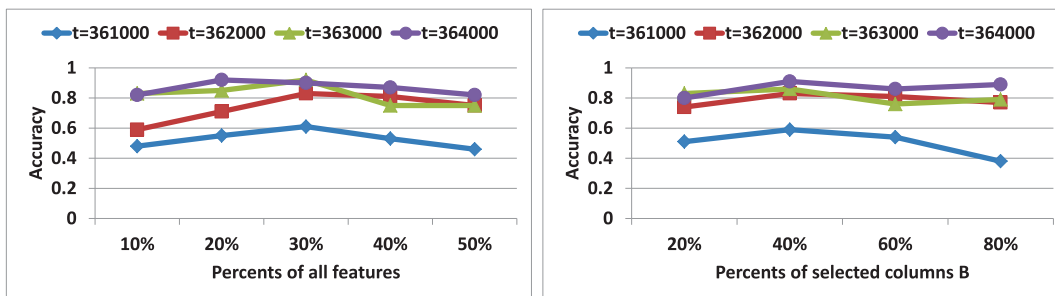 t=361000 t=362000 t=363000 t=364000
1
0.8
0.6
0.4
0.2
0
Accuracy
10% 20% 30% 40% 50%
Percents of all features
t=361000 t=362000 t=363000 t=364000
1
0.8
0.6
0.4
0.2
0
Accuracy
20% 40% 60% 80%
Percents of selected columns B